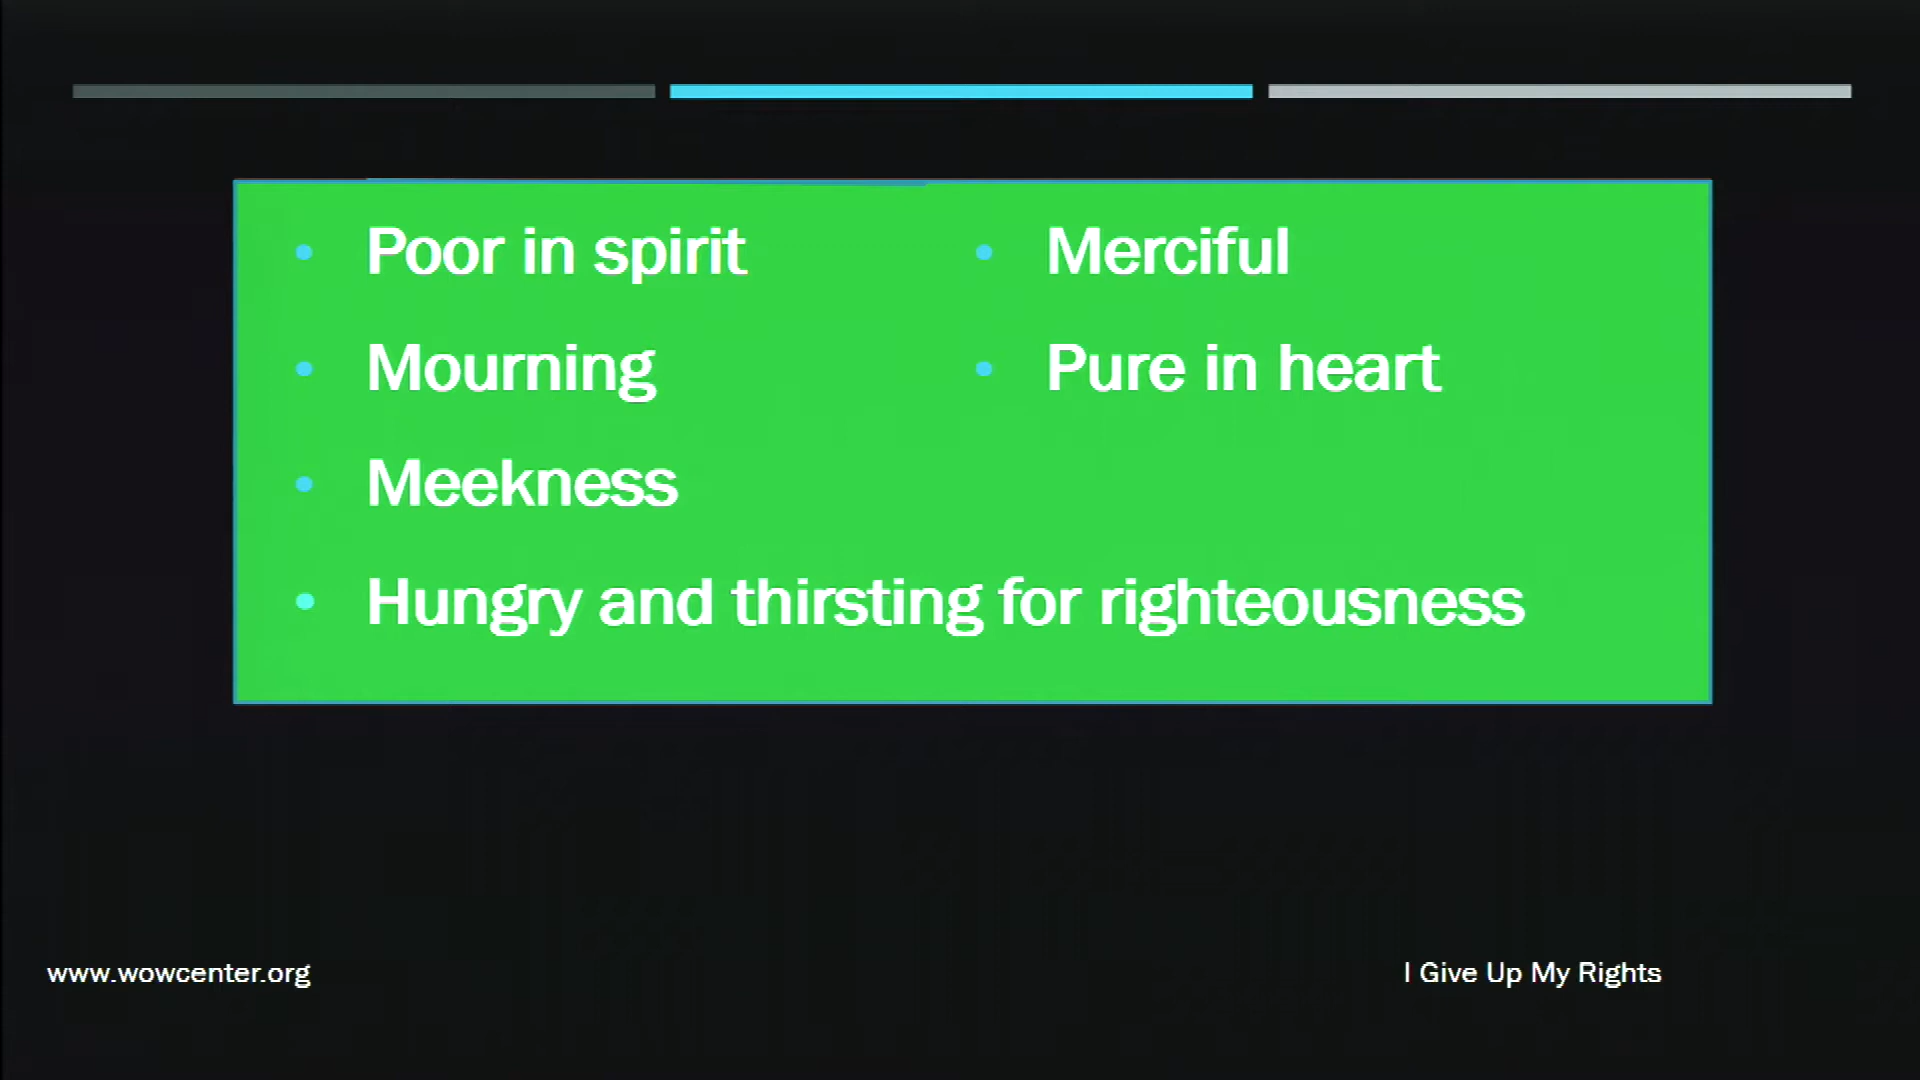 Poor in spirit
Mourning
Meekness
Hungry and thirsting for righteousness
Merciful
Pure in heart
www.wowcenter.org
I Give Up My Rights